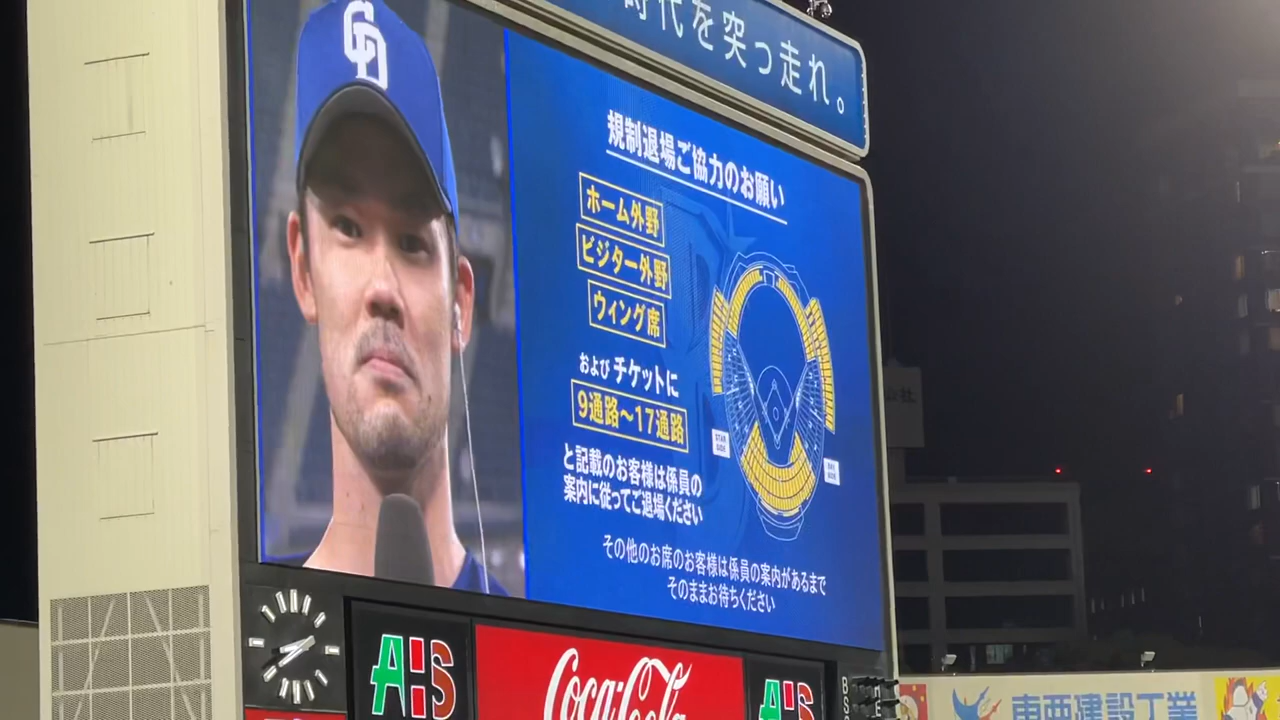 時代を突っ走れ。
CD
規制退場ご協力のお願い
ホーム外野
ビジター外野
ウィング席
および チケットに
9通路～17通路
と記載のお客様は係員の
案内に従ってご退場ください
その他のお席のお客様は係員の案内があるまで
そのままお待ちください
AHS
Coca-Cola
AHS
B
S
東西建設工業